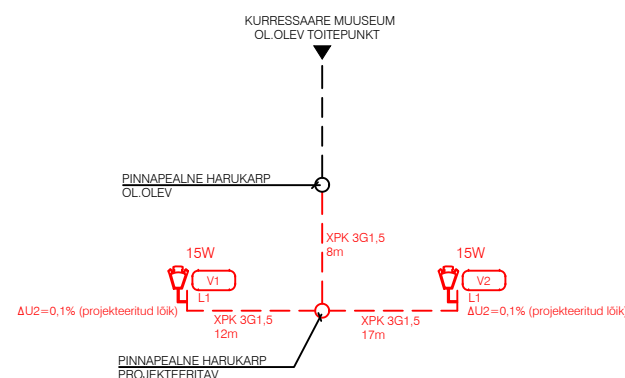 KURRESSAARE MUUSEUM
OL.OLEV TOITEPUNKT
PINNAPEALNE HARUKARP
OL.OLEV
XPK 3G1,5
8m
15W
V1
L1
ΔU2=0,1% (projekteeritud lõik)
XPK 3G1,5
12m
15W
V2
L1
ΔU2=0,1% (projekteeritud lõik
XPK 3G1,5
17m
PINNAPEALNE HARUKARP
PROJEKTEERITAV